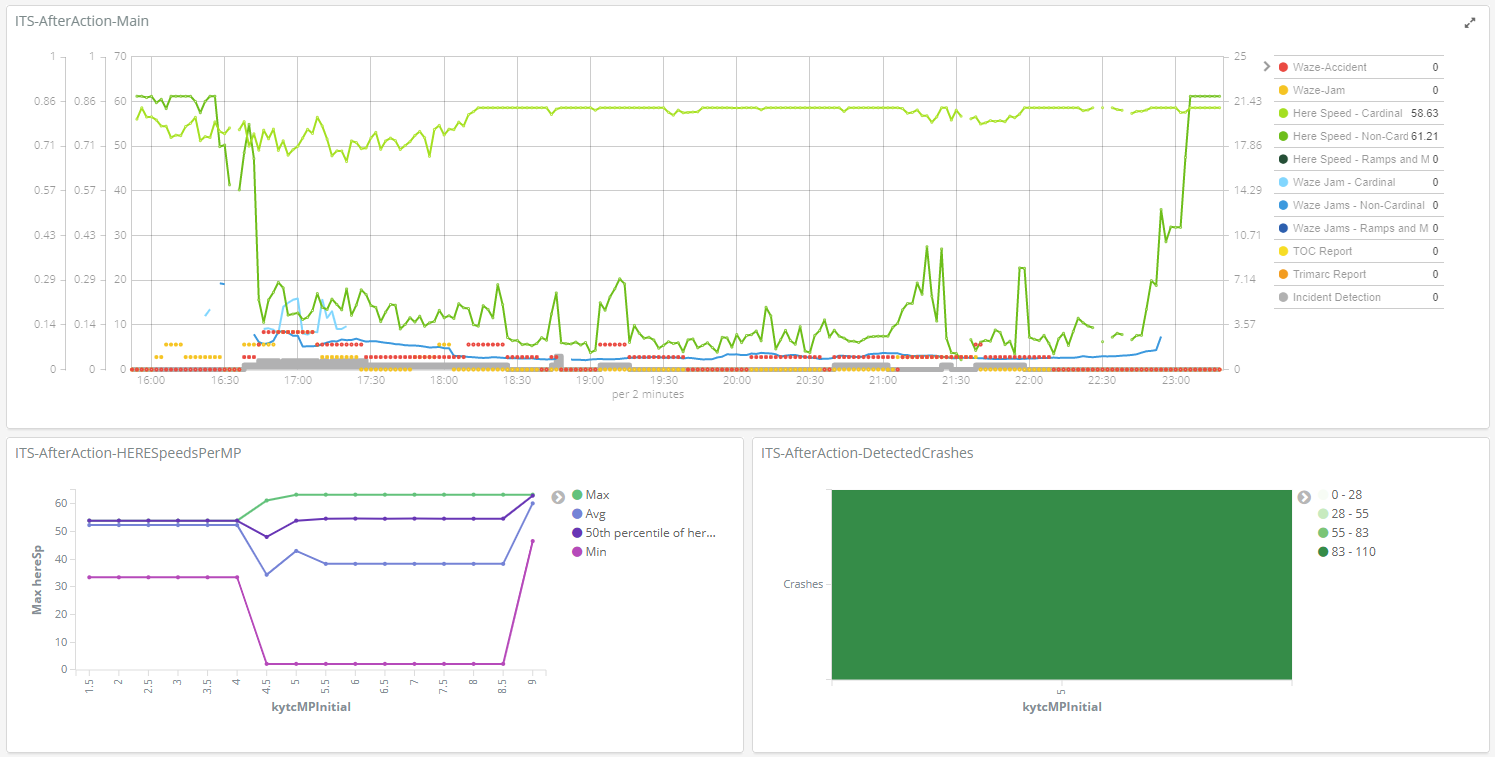 ITS-AfterAction-Main
1 1 70 25
0.86 0.86 60 21.43
0.71 0.71 50 17.86
0.57 0.57 40 14.29
0.43 0.43 30 10.71
0.29 0.29 20 7.14
0.14 0.14 10 3.57
0 0 0 0
16:00 16:30 17:00 17:30 18:00 18:30 19:00 19:30 20:00 20:30 21:00 21:30 22:00 22:30 23:00
per 2 minutes
Waze-Accident 0
Waze-Jam 0
Here Speed - Cardinal 58.63
Here Speed - Non-Card 61.21
Here Speed - Ramps and M 0
Waze Jam - Cardinal 0
Waze Jams - Non-Cardinal 0
Waze Jams - Ramps and M 0
TOC Report 0
Trimarc Report 0
Incident Detection 0
ITS-AfterAction-HERESpeedsPerMP
Max hereSp
60
50
40
30
20
10
0
1.5 2 2.5 3 3.5 4 4.5 5 5.5 6 6.5 7 7.5 8 8.5 9
kytcMPInitial
Max
Avg
50th percentile of her...
Min
ITS-AfterAction-DetectedCrashes
Crashes
5
kytcMPInitial
0 - 28
28 - 55
55 - 83
83 - 110